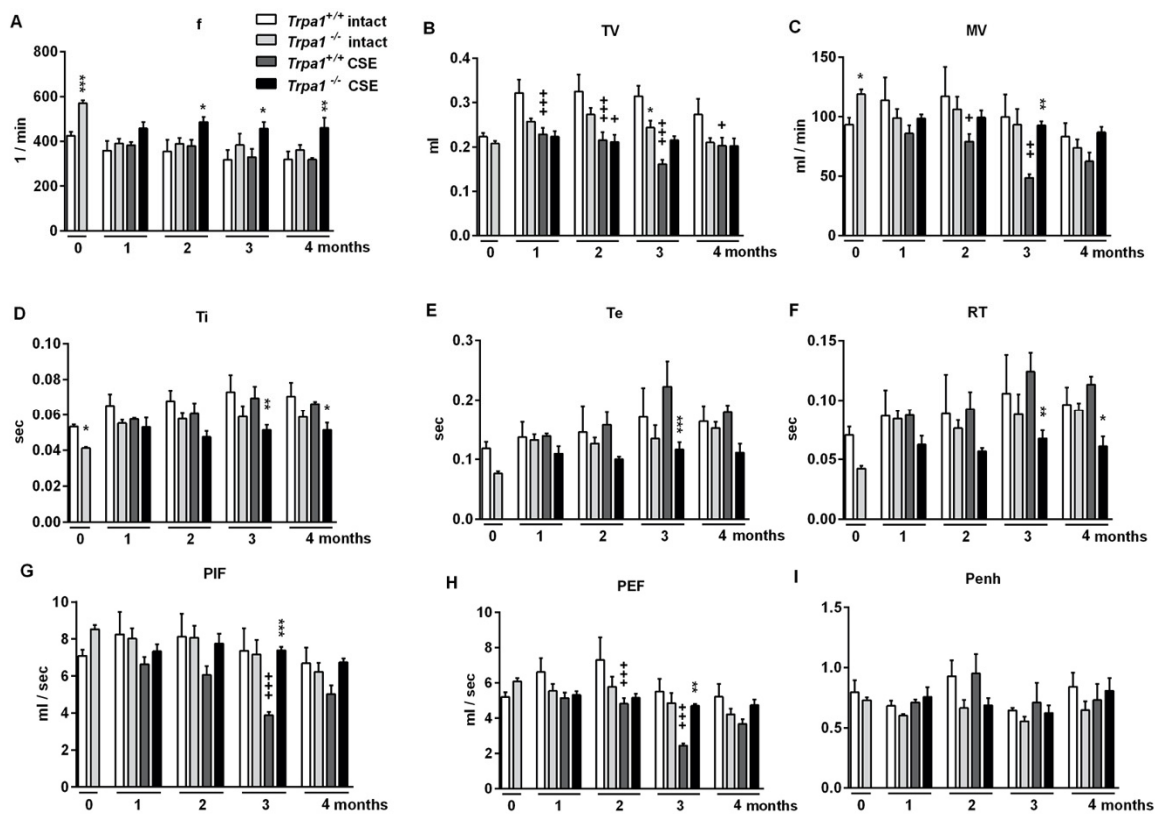 A
f
Trpa1+/+ intact
Trpa1 -/- intact
Trpa1+/+ CSE
Trpa1 -/- CSE
800
600
400
400
0
1 / min
***
*
*
**
0 1 2 3 4 months
B
TV
0.4
0.3
0.2
0.1
0.0
ml
+++
+++
+
*
+++
+
0 1 2 3 4 months
C
MV
150
100
50
0
ml / min
*
+
++
**
0 1 2 3 4 months
D
Ti
0.10
0.08
0.06
0.04
0.02
0.00
sec
*
**
*
0 1 2 3 4 months
E
Te
0.3
0.2
0.1
0.0
sec
***
0 1 2 3 4 months
F
RT
0.15
0.10
0.05
0.00
sec
**
*
0 1 2 3 4 months
G
PIF
10
8
6
4
2
0
ml / sec
+++
***
0 1 2 3 4 months
H
PEF
10
8
6
4
2
0
ml / sec
+++
+++
**
0 1 2 3 4 months
I
Penh
1.5
1.0
0.5
0.0
0 1 2 3 4 months